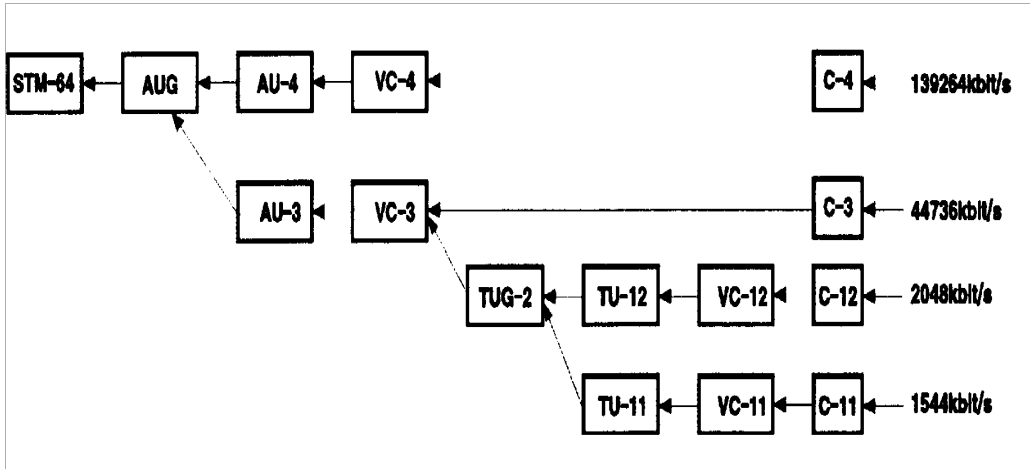 STM-64 AUG AU-4 VC-4 C-4 139264kbit/s
AU-3 VC-3 C-3 44736kbit/s
TUG-2 TU-12 VC-12 C-12 2048kbit/s
TU-11 VC-11 C-11 1544kbit/s